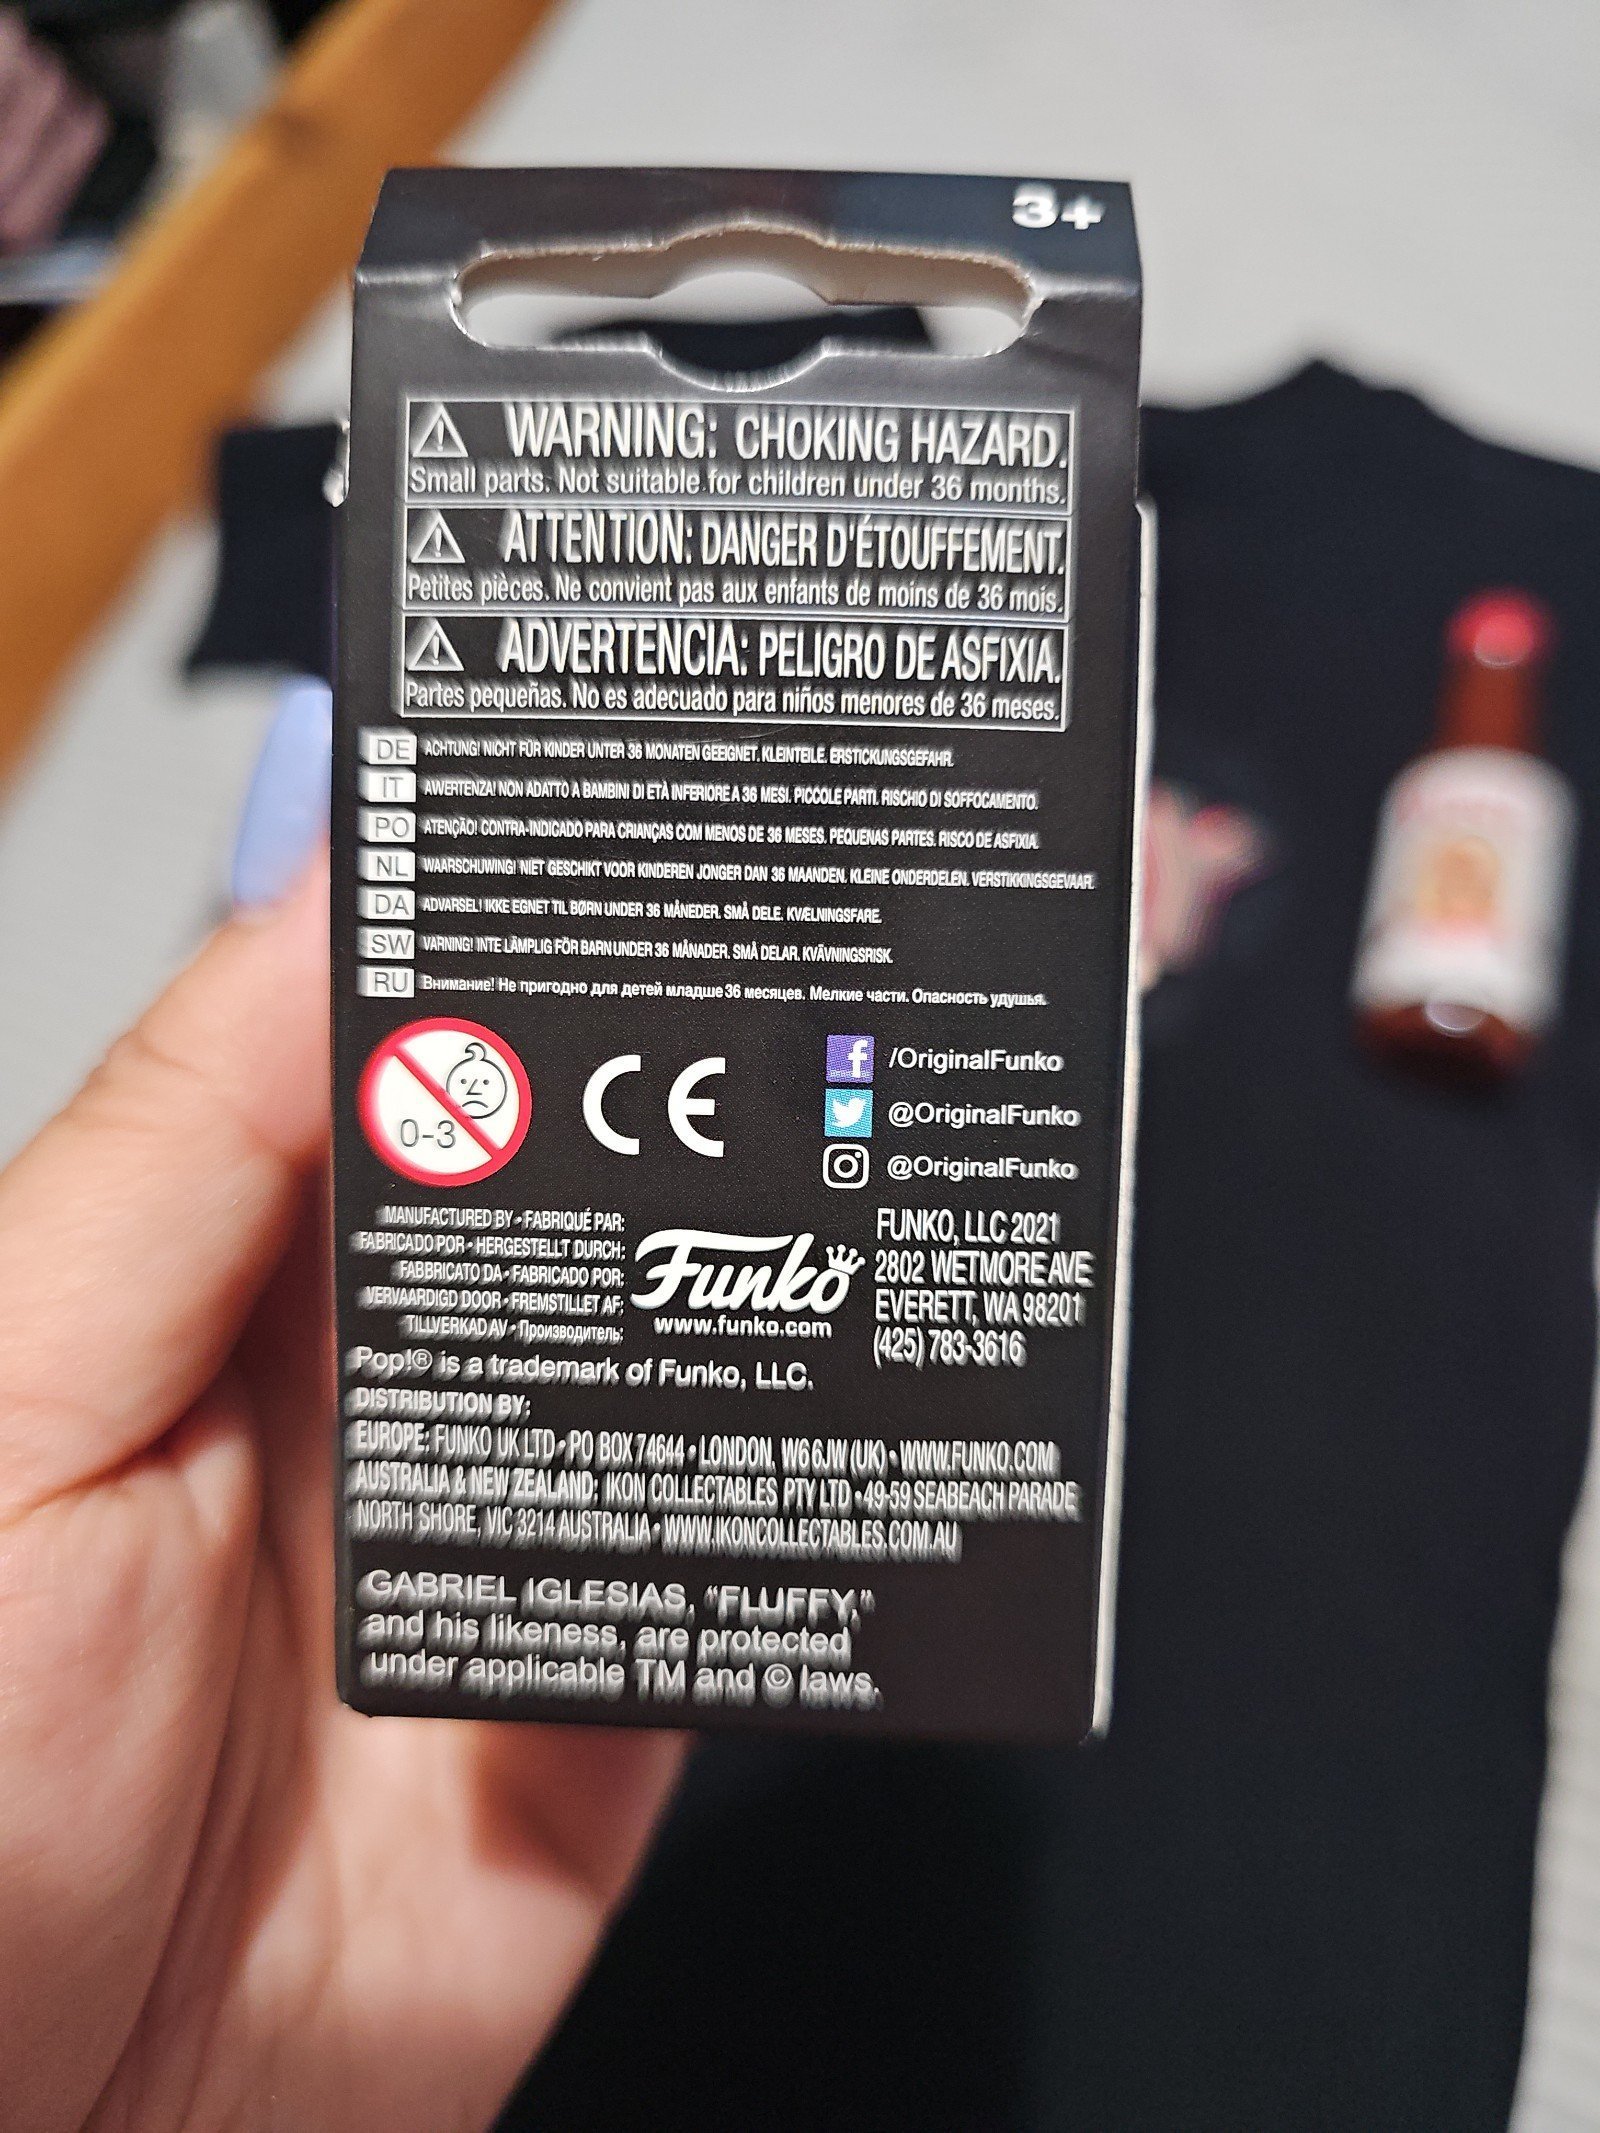 3+
WARNING: CHOKING HAZARD.
Small parts. Not suitable for children under 36 months.
ATTENTION: DANGER D'ÉTOUFFEMENT.
Petites pièces. Ne convient pas aux enfants de moins de 36 mois.
ADVERTENCIA: PELIGRO DE ASFIXIA.
Partes pequeñas. No es adecuado para niños menores de 36 meses.
DE ACHTUNG! NICHT FÜR KINDER UNTER 36 MONATEN GEEIGNET. KLEINTEILE. ERSTICKUNGSGEFAHR.
IT AVVERTENZA! NON ADATTO A BAMBINI DI ETÀ INFERIORE A 36 MESI. PICCOLE PARTI. RISCHIO DI SOFFOCAMENTO.
PO ATENÇÃO! CONTRA-INDICADO PARA CRIANÇAS COM MENOS DE 36 MESES. PEQUENAS PARTES. RISCO DE ASFIXIA.
NL WAARSCHUWING! NIET GESCHIKT VOOR KINDEREN JONGER DAN 36 MAANDEN. KLEINE ONDERDELEN. VERSTIKKINGSGEVAAR.
DA ADVARSEL! IKKE EGNET TIL BØRN UNDER 36 MÅNEDER. SMÅ DELE. KVÆLNINGSFARE.
SW VARNING! INTE LÄMPLIG FÖR BARN UNDER 36 MÅNADER. SMÅ DELAR. KVÄVNINGSRISK.
RU Внимание! Не пригодно для детей младше 36 месяцев. Мелкие части. Опасность удушья.
0-3
CE
f /OriginalFunko
@OriginalFunko
@OriginalFunko
MANUFACTURED BY • FABRIQUÉ PAR:
FABRICADO POR • HERGESTELLT DURCH:
FABBRICATO DA • FABRICADO POR:
VERVAARDIGD DOOR • FREMSTILLET AF:
TILLVERKAD AV • Производитель:
Funko
www.funko.com
FUNKO, LLC 2021
2802 WETMORE AVE
EVERETT, WA 98201
(425) 783-3616
Pop!® is a trademark of Funko, LLC.
DISTRIBUTION BY:
EUROPE: FUNKO UK LTD • PO BOX 74644 • LONDON, W6 6JW (UK) • WWW.FUNKO.COM
AUSTRALIA & NEW ZEALAND: IKON COLLECTABLES PTY LTD • 49-59 SEABEACH PARADE
NORTH SHORE, VIC 3214 AUSTRALIA • WWW.IKONCOLLECTABLES.COM.AU
GABRIEL IGLESIAS, “FLUFFY,”
and his likeness, are protected
under applicable TM and © laws.